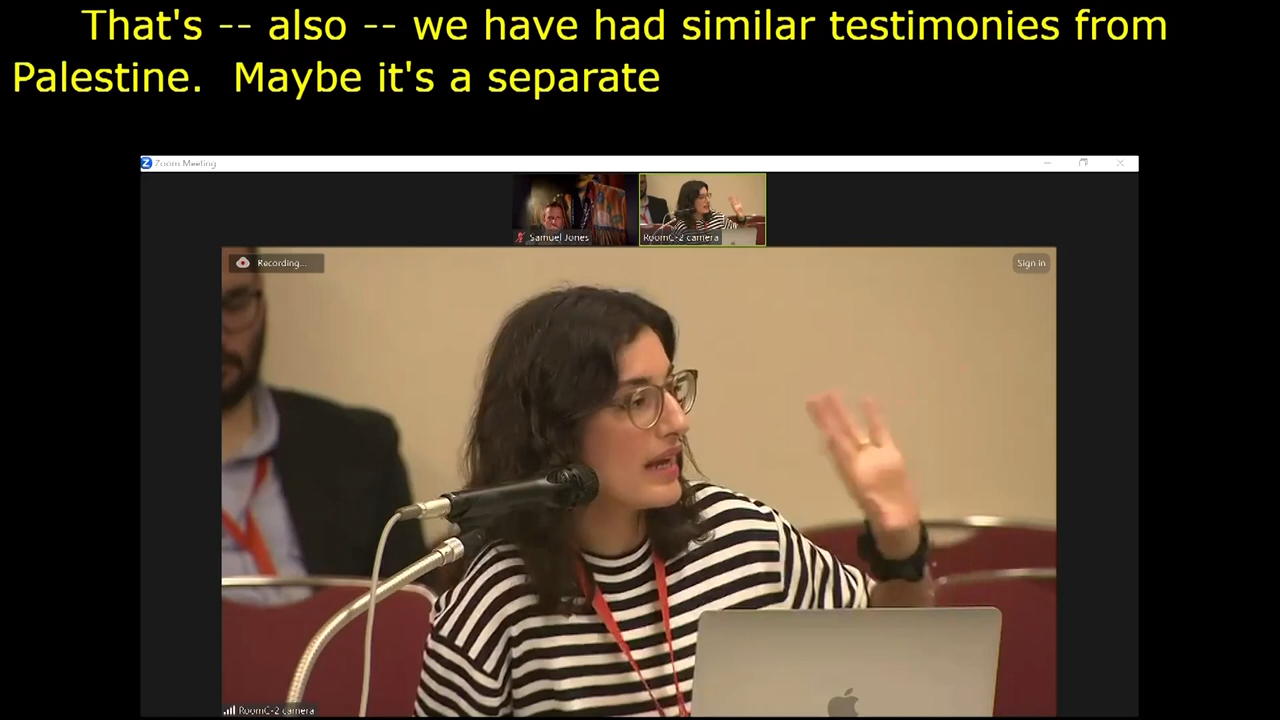 That's -- also -- we have had similar testimonies from
Palestine.  Maybe it's a separate
Zoom Meeting
Samuel Jones
RoomC-2 camera
Recording...
Sign in
RoomC-2 camera